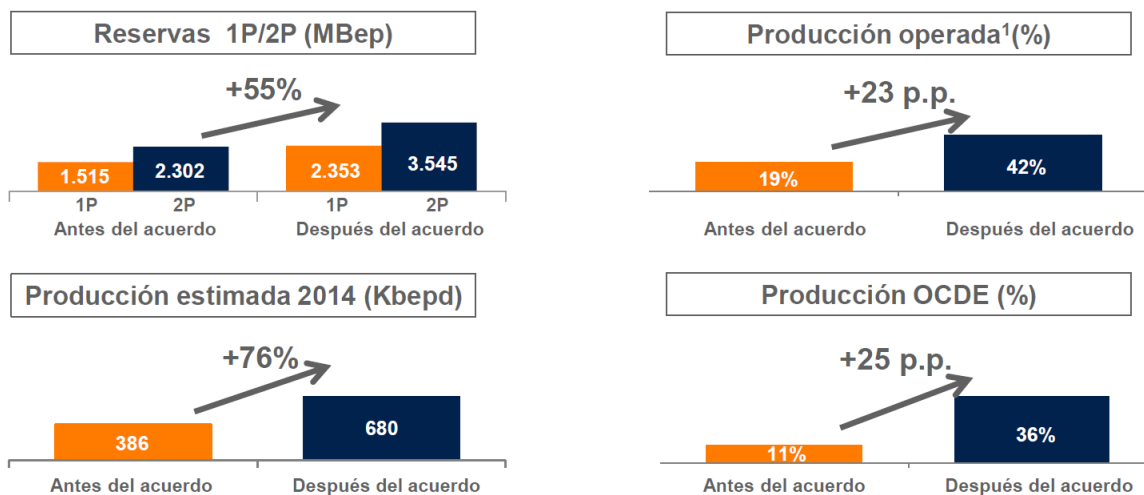 Reservas 1P/2P (MBep)
+55%
1.515
2.302
2.353
3.545
1P
2P
1P
2P
Antes del acuerdo
Después del acuerdo
Producción operada¹(%)
+23 p.p.
19%
42%
Antes del acuerdo
Después del acuerdo
Producción estimada 2014 (Kbepd)
+76%
386
680
Antes del acuerdo
Después del acuerdo
Producción OCDE (%)
+25 p.p.
11%
36%
Antes del acuerdo
Después del acuerdo